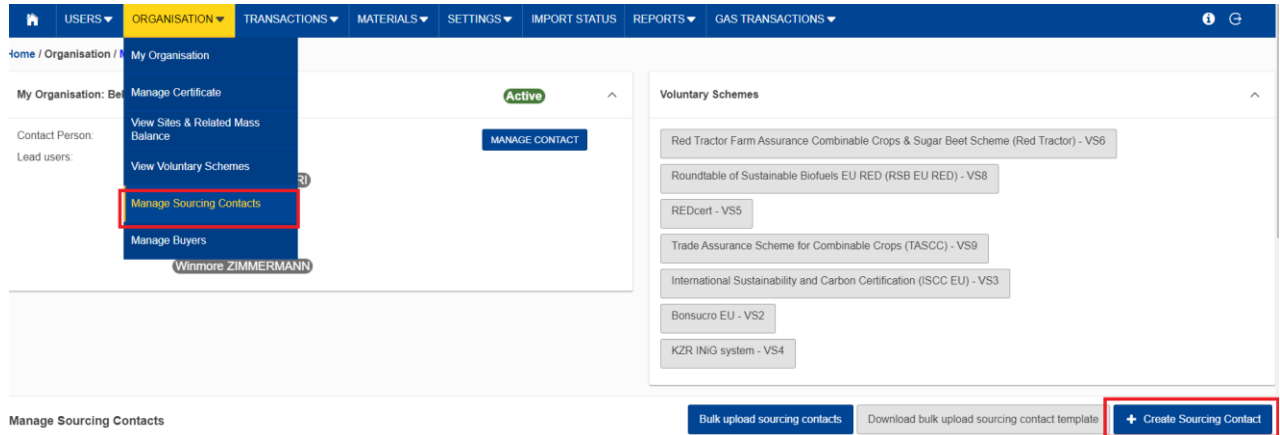 USERS ORGANISATION TRANSACTIONS MATERIALS SETTINGS IMPORT STATUS REPORTS GAS TRANSACTIONS
Home / Organisation /
My Organisation
Manage Certificate
View Sites & Related Mass
Balance
View Voluntary Schemes
Manage Sourcing Contacts
Manage Buyers
My Organisation: Active
Contact Person: MANAGE CONTACT
Lead users:
Winmore ZIMMERMANN
Voluntary Schemes
Red Tractor Farm Assurance Combinable Crops & Sugar Beet Scheme (Red Tractor) - VS6
Roundtable of Sustainable Biofuels EU RED (RSB EU RED) - VS8
REDcert - VS5
Trade Assurance Scheme for Combinable Crops (TASCC) - VS9
International Sustainability and Carbon Certification (ISCC EU) - VS3
Bonsucro EU - VS2
KZR INiG system - VS4
Manage Sourcing Contacts Bulk upload sourcing contacts Download bulk upload sourcing contact template + Create Sourcing Contact